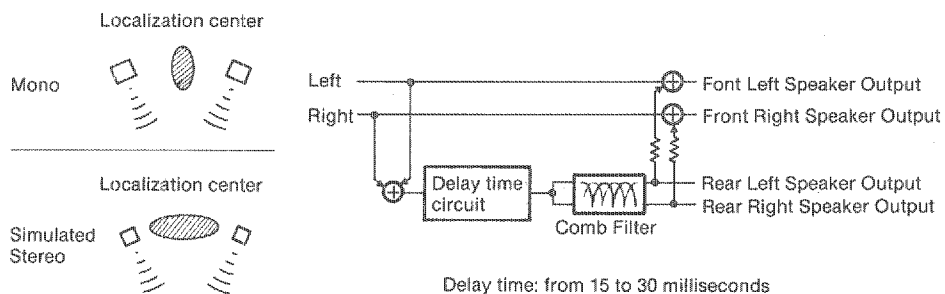 Localization center
Mono
Localization center
Simulated
Stereo
Left
Right
Font Left Speaker Output
Front Right Speaker Output
Delay time
circuit
Comb Filter
Rear Left Speaker Output
Rear Right Speaker Output
Delay time: from 15 to 30 milliseconds